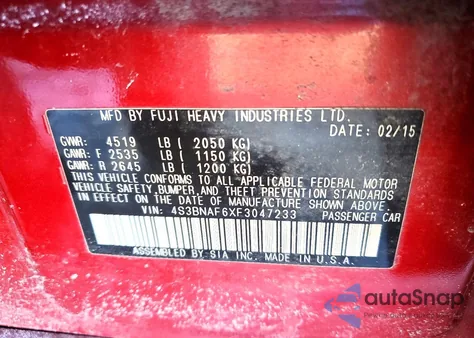 MFD BY FUJI HEAVY INDUSTRIES LTD.
DATE: 02/15
GVWR: 4519 LB ( 2050 KG)
GAWR: F 2535 LB ( 1150 KG)
GAWR: R 2645 LB ( 1200 KG)
THIS VEHICLE CONFORMS TO ALL APPLICABLE FEDERAL MOTOR
VEHICLE SAFETY, BUMPER, AND THEFT PREVENTION STANDARDS
IN EFFECT ON THE DATE OF MANUFACTURE SHOWN ABOVE.
VIN: 4S3BNAF6XF3047233 PASSENGER CAR
ASSEMBLED BY SIA INC. MADE IN U.S.A.
autoSnap